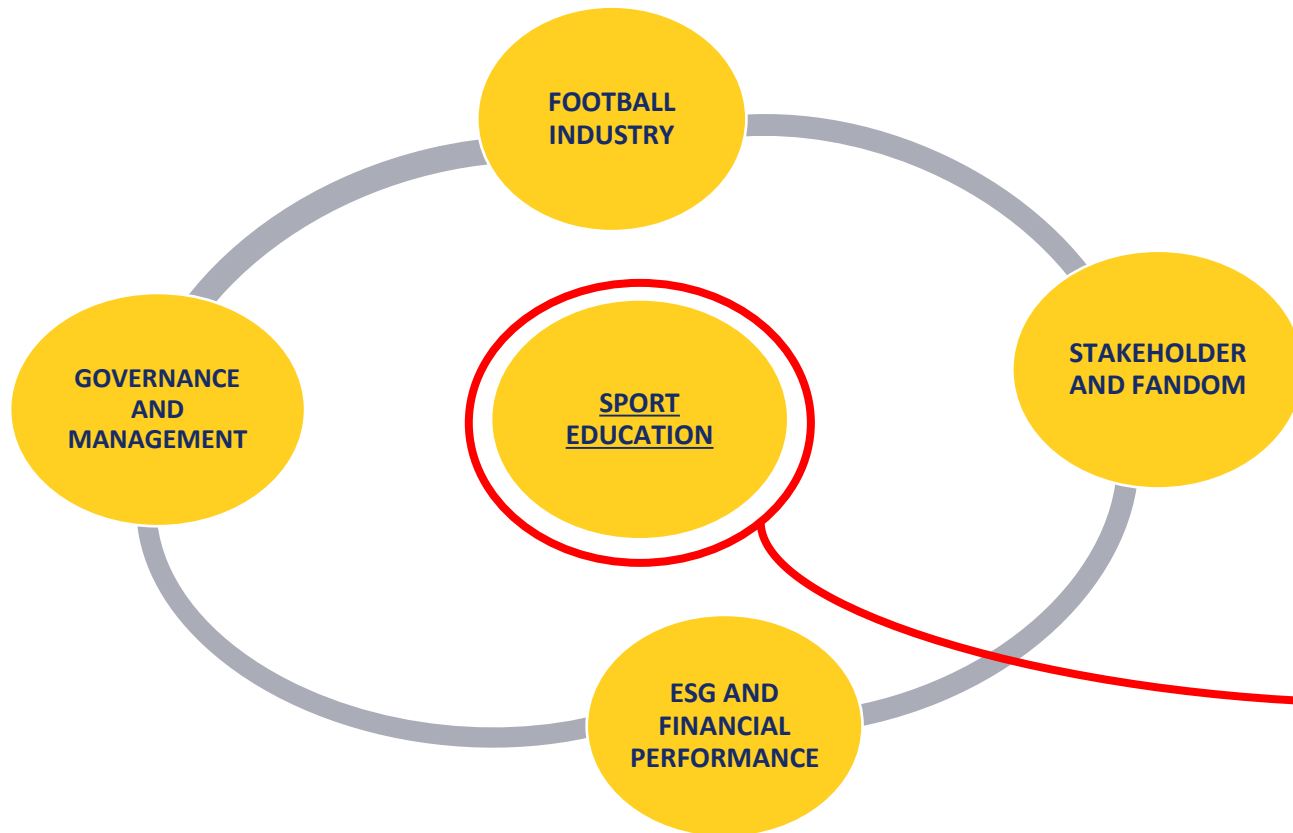 FOOTBALL
INDUSTRY
STAKEHOLDER
AND FANDOM
GOVERNANCE
AND
MANAGEMENT
SPORT
EDUCATION
ESG AND
FINANCIAL
PERFORMANCE